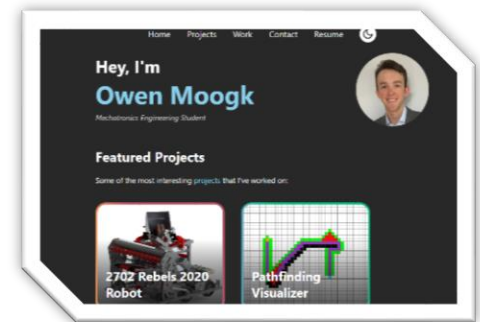 Home Projects Work Contact Resume
Hey, I'm
Owen Moogk
Mechatronics Engineering Student
Featured Projects
Some of the most interesting projects that I've worked on:
2702 Rebels 2020
Robot
Pathfinding
Visualizer